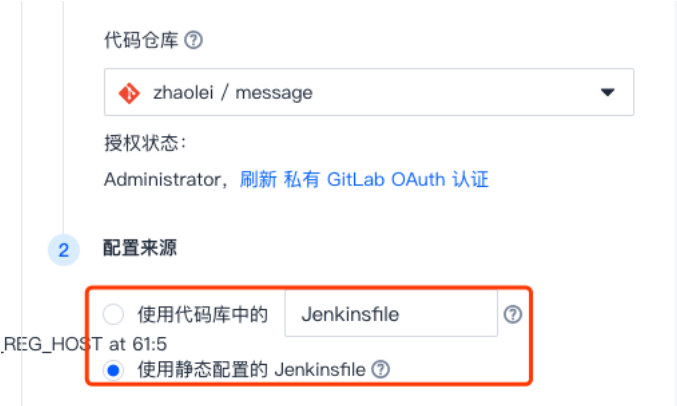 代码仓库
zhaolei / message
授权状态：
Administrator，刷新 私有 GitLab OAuth 认证
2 配置来源
使用代码库中的 Jenkinsfile
_REG_HOST at 61:5
使用静态配置的 Jenkinsfile